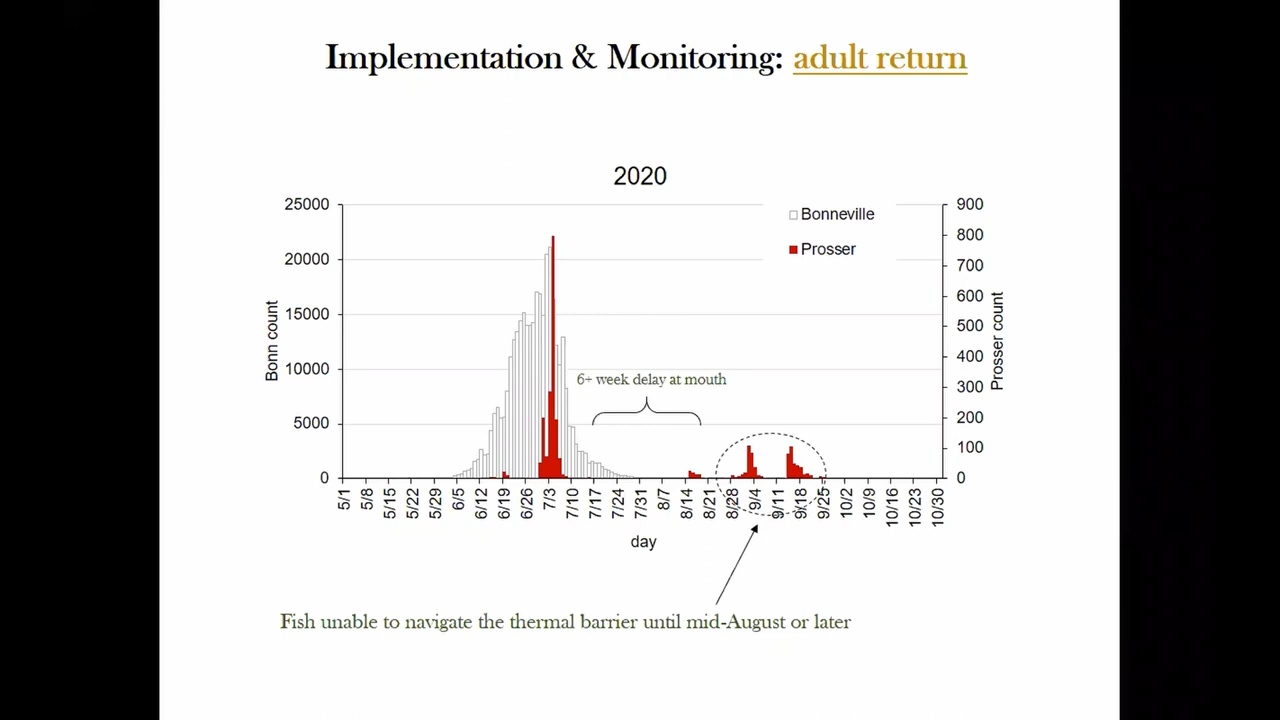 Implementation & Monitoring: adult return
2020
25000
20000
15000
10000
5000
0
Bonn count
900
800
700
600
500
400
300
200
100
0
Prosser count
Bonneville
Prosser
6+ week delay at mouth
5/1 5/8 5/15 5/22 5/29 6/5 6/12 6/19 6/26 7/3 7/10 7/17 7/24 7/31 8/7 8/14 8/21 8/28 9/4 9/11 9/18 9/25 10/2 10/9 10/16 10/23 10/30
day
Fish unable to navigate the thermal barrier until mid-August or later